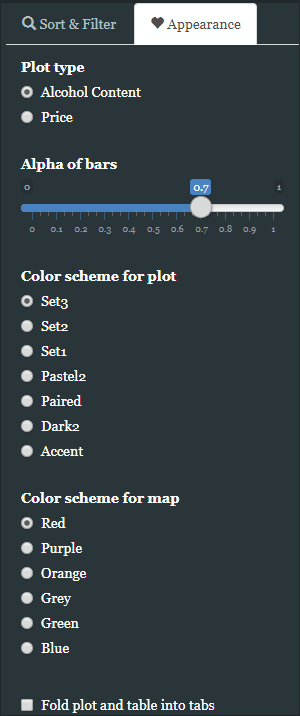 Sort & Filter Appearance
Plot type
Alcohol Content
Price
Alpha of bars
0 0.7 1
0 0.1 0.2 0.3 0.4 0.5 0.6 0.7 0.8 0.9 1
Color scheme for plot
Set3
Set2
Set1
Pastel2
Paired
Dark2
Accent
Color scheme for map
Red
Purple
Orange
Grey
Green
Blue
Fold plot and table into tabs